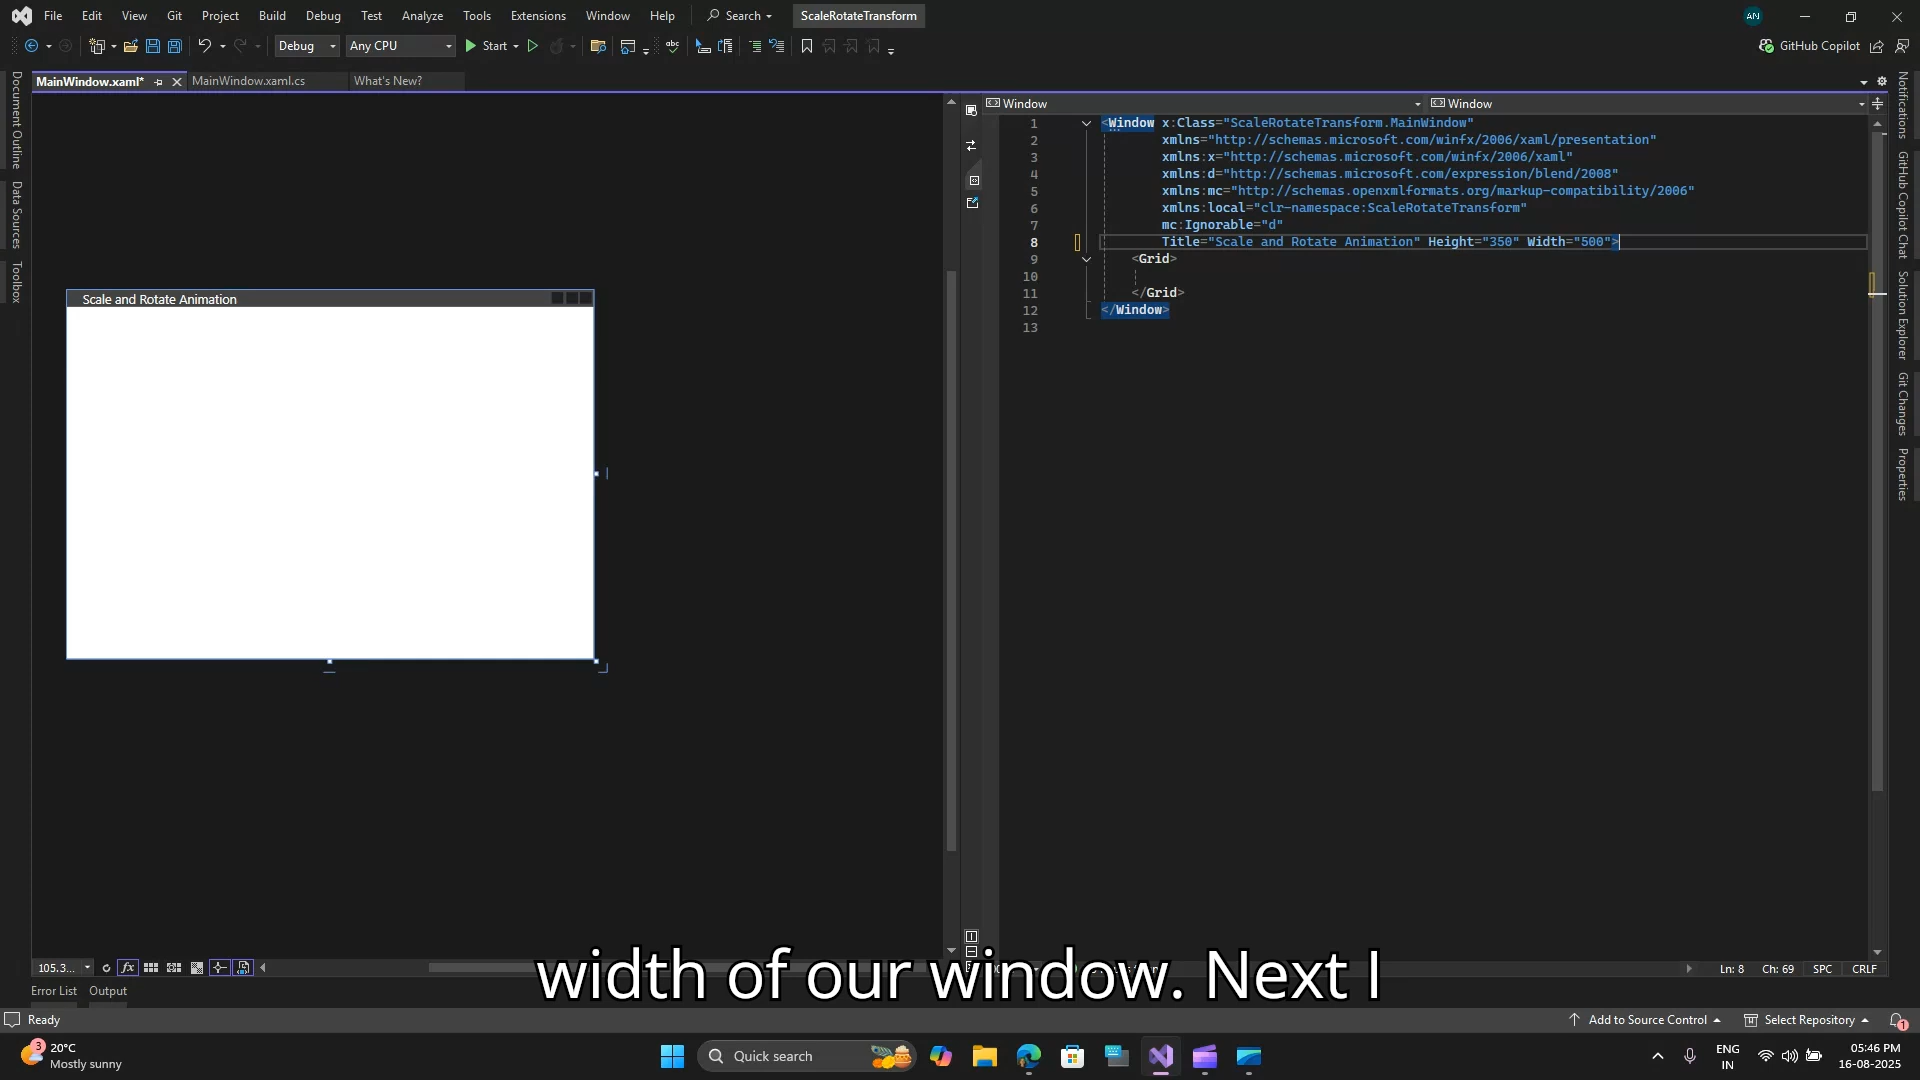 File Edit View Git Project Build Debug Test Analyze Tools Extensions Window Help Search ScaleRotateTransform AN
Debug Any CPU Start abc GitHub Copilot
MainWindow.xaml* MainWindow.xaml.cs What's New?
Document Outline
Data Sources
Toolbox
Scale and Rotate Animation
Window Window
1 <Window x:Class="ScaleRotateTransform.MainWindow"
2 xmlns="http://schemas.microsoft.com/winfx/2006/xaml/presentation"
3 xmlns:x="http://schemas.microsoft.com/winfx/2006/xaml"
4 xmlns:d="http://schemas.microsoft.com/expression/blend/2008"
5 xmlns:mc="http://schemas.openxmlformats.org/markup-compatibility/2006"
6 xmlns:local="clr-namespace:ScaleRotateTransform"
7 mc:Ignorable="d"
8 Title="Scale and Rotate Animation" Height="350" Width="500">
9 <Grid>
10
11 </Grid>
12 </Window>
13
Notifications
GitHub Copilot Chat
Solution Explorer
Git Changes
Properties
width of our window. Next I
105.3... fx Ln: 8 Ch: 69 SPC CRLF
Error List Output
Ready Add to Source Control Select Repository 1
3 20°C
Mostly sunny
Quick search
ENG
IN
05:46 PM
16-08-2025